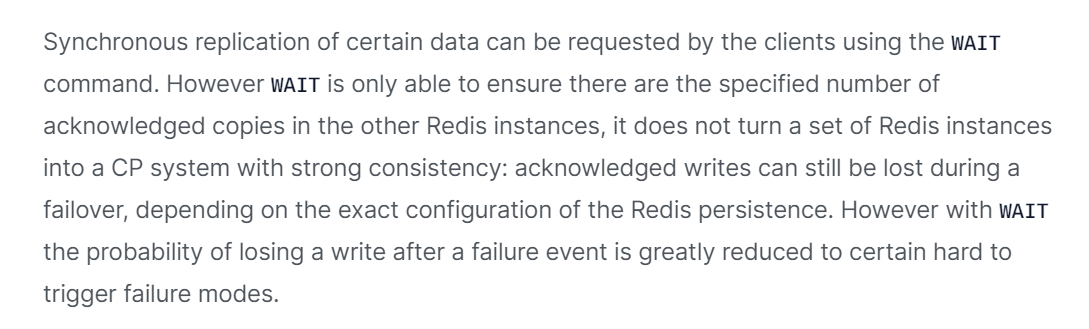 Synchronous replication of certain data can be requested by the clients using the WAIT
command. However WAIT is only able to ensure there are the specified number of
acknowledged copies in the other Redis instances, it does not turn a set of Redis instances
into a CP system with strong consistency: acknowledged writes can still be lost during a
failover, depending on the exact configuration of the Redis persistence. However with WAIT
the probability of losing a write after a failure event is greatly reduced to certain hard to
trigger failure modes.